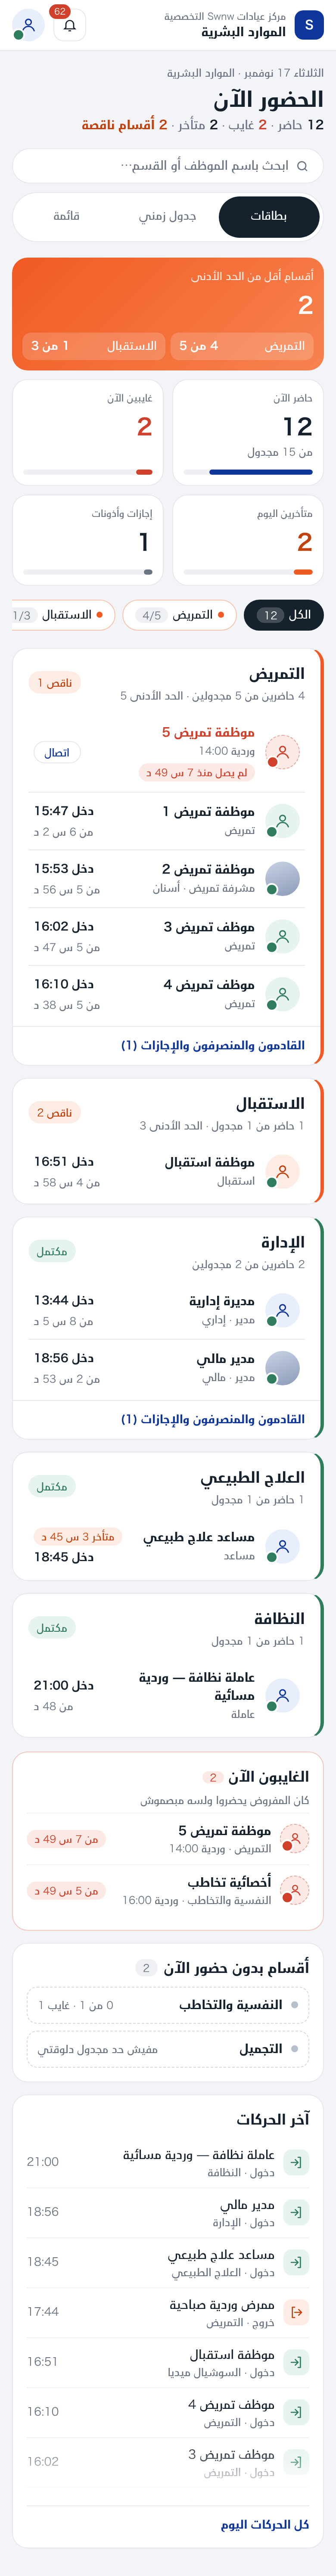 S
مركز عيادات Swnw التخصصية
الموارد البشرية
62
الثلاثاء 17 نوفمبر · الموارد البشرية
الحضور الآن
12 حاضر · 2 غايب · 2 متأخر · 2 أقسام ناقصة
ابحث باسم الموظف أو القسم…
بطاقات
جدول زمني
قائمة
أقسام أقل من الحد الأدنى
2
التمريض
4 من 5
الاستقبال
1 من 3
حاضر الآن
12
من 15 مجدول
غايبين الآن
2
متأخرين اليوم
2
إجازات وأذونات
1
الكل 12
التمريض 4/5
الاستقبال 1/3
التمريض
ناقص 1
4 حاضرين من 5 مجدولين · الحد الأدنى 5
موظفة تمريض 5
وردية 14:00
لم يصل منذ 7 س 49 د
اتصال
موظفة تمريض 1
تمريض
دخل 15:47
من 6 س 2 د
موظفة تمريض 2
مشرفة تمريض · أسنان
دخل 15:53
من 5 س 56 د
موظف تمريض 3
تمريض
دخل 16:02
من 5 س 47 د
موظف تمريض 4
تمريض
دخل 16:10
من 5 س 38 د
القادمون والمنصرفون والإجازات (1)
الاستقبال
ناقص 2
1 حاضر من 1 مجدول · الحد الأدنى 3
موظفة استقبال
استقبال
دخل 16:51
من 4 س 58 د
الإدارة
مكتمل
2 حاضرين من 2 مجدولين
مديرة إدارية
مدير · إداري
دخل 13:44
من 8 س 5 د
مدير مالي
مدير · مالي
دخل 18:56
من 2 س 53 د
القادمون والمنصرفون والإجازات (1)
العلاج الطبيعي
مكتمل
1 حاضر من 1 مجدول
مساعد علاج طبيعي
مساعد
متأخر 3 س 45 د
دخل 18:45
النظافة
مكتمل
1 حاضر من 1 مجدول
عاملة نظافة — وردية
مسائية
عاملة
دخل 21:00
من 48 د
الغايبون الآن 2
كان المفروض يحضروا ولسه مبصموش
موظفة تمريض 5
التمريض · وردية 14:00
من 7 س 49 د
أخصائية تخاطب
النفسية والتخاطب · وردية 16:00
من 5 س 49 د
أقسام بدون حضور الآن 2
النفسية والتخاطب
0 من 1 · غايب 1
التجميل
مفيش حد مجدول دلوقتي
آخر الحركات
عاملة نظافة — وردية مسائية
دخول · النظافة
21:00
مدير مالي
دخول · الإدارة
18:56
مساعد علاج طبيعي
دخول · العلاج الطبيعي
18:45
ممرض وردية صباحية
خروج · التمريض
17:44
موظفة استقبال
دخول · السوشيال ميديا
16:51
موظف تمريض 4
دخول · التمريض
16:10
موظف تمريض 3
دخول · التمريض
16:02
كل الحركات اليوم